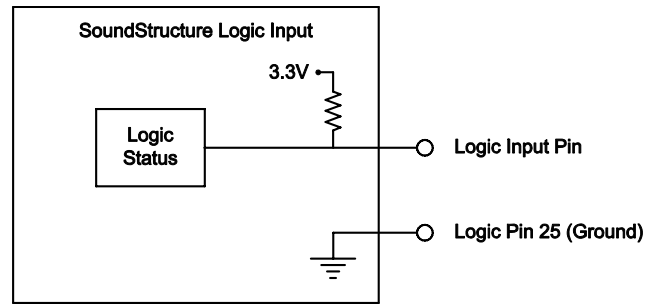 SoundStructure Logic Input
3.3V
Logic
Status
Logic Input Pin
Logic Pin 25 (Ground)